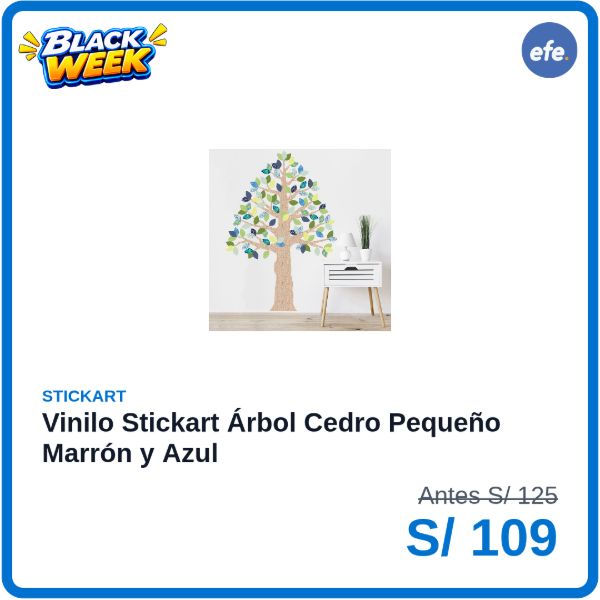 BLACK
WEEK
efe.
STICKART
Vinilo Stickart Árbol Cedro Pequeño
Marrón y Azul
Antes S/ 125
S/ 109